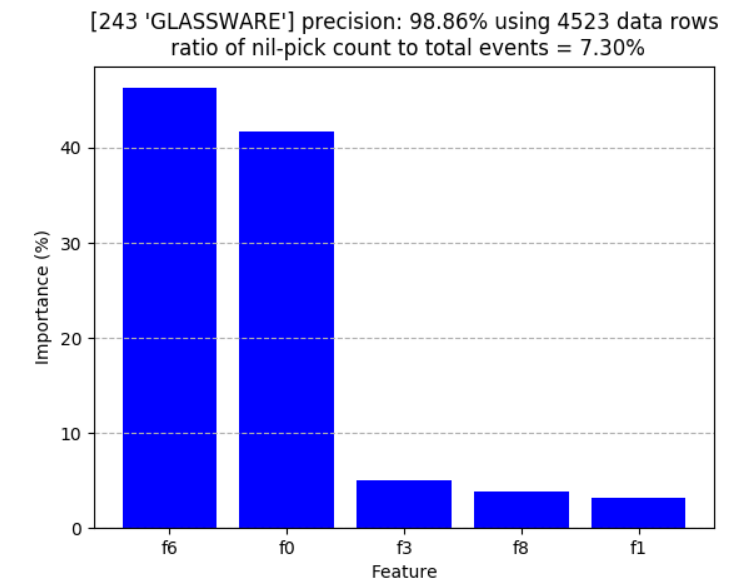 [243 'GLASSWARE'] precision: 98.86% using 4523 data rows
ratio of nil-pick count to total events = 7.30%
Importance (%)
40
30
20
10
0
f6 f0 f3 f8 f1
Feature